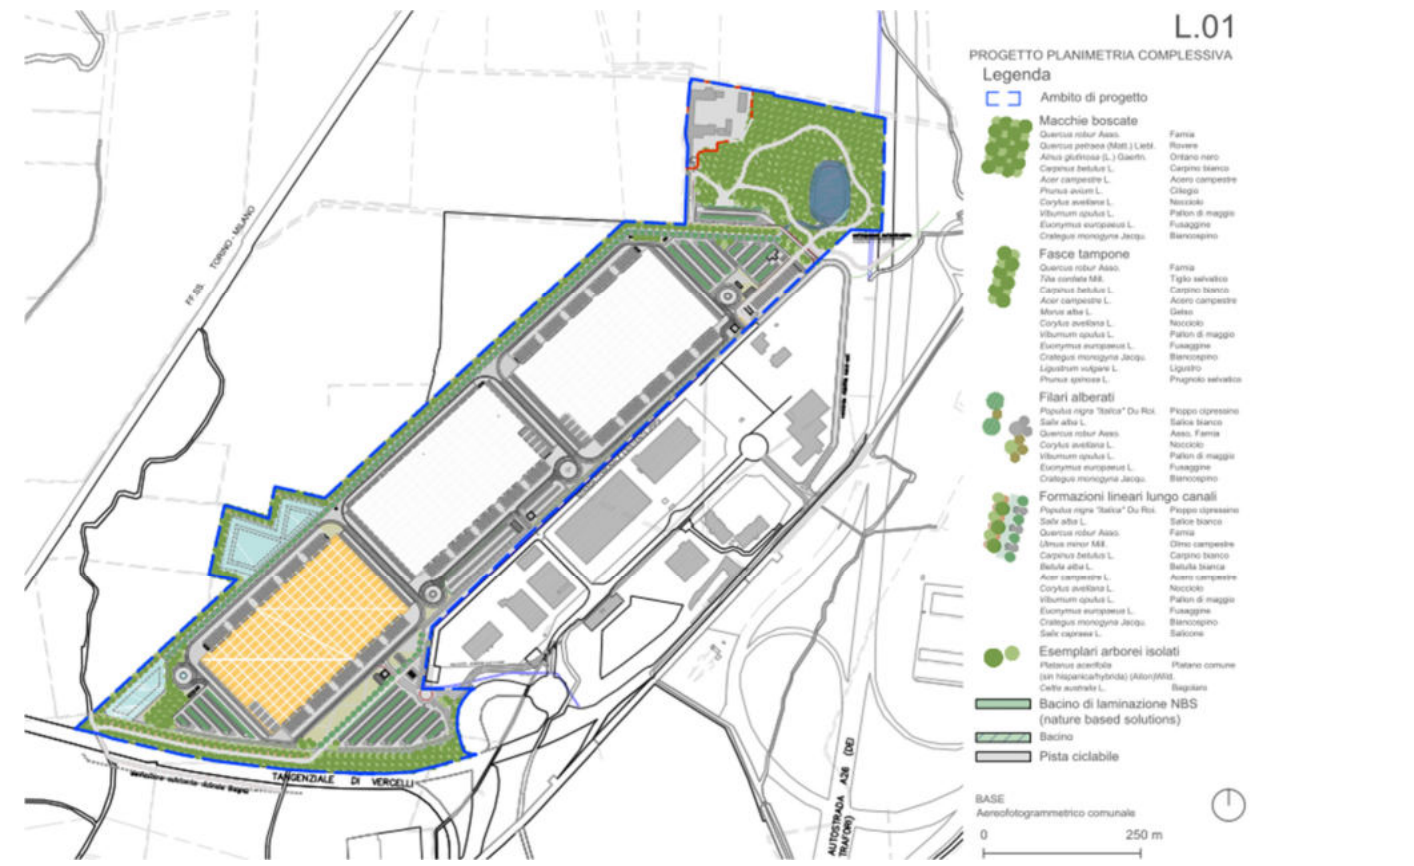 L.01
PROGETTO PLANIMETRIA COMPLESSIVA
Legenda
Ambito di progetto
Macchie boscate
Quercus robur Asso. Farnia
Quercus petraea (Matt.) Liebl. Rovere
Alnus glutinosa (L.) Gaertn. Ontano nero
Carpinus betulus L. Carpino bianco
Acer campestre L. Acero campestre
Prunus avium L. Ciliegio
Corylus avellana L. Nocciolo
Viburnum opulus L. Pallon di maggio
Euonymus europaeus L. Fusaggine
Crategus monogyna Jacqu. Biancospino
Fasce tampone
Quercus robur Asso. Farnia
Tilia cordata Mill. Tiglio selvatico
Carpinus betulus L. Carpino bianco
Acer campestre L. Acero campestre
Morus alba L. Gelso
Corylus avellana L. Nocciolo
Viburnum opulus L. Pallon di maggio
Euonymus europaeus L. Fusaggine
Crategus monogyna Jacqu. Biancospino
Ligustrum vulgare L. Ligustro
Prunus spinosa L. Prugnolo selvatico
Filari alberati
Populus nigra "Italica" Du Roi. Pioppo cipressino
Salix alba L. Salice bianco
Quercus robur Asso. Asso. Farnia
Corylus avellana L. Nocciolo
Viburnum opulus L. Pallon di maggio
Euonymus europaeus L. Fusaggine
Crategus monogyna Jacqu. Biancospino
Formazioni lineari lungo canali
Populus nigra "Italica" Du Roi. Pioppo cipressino
Salix alba L. Salice bianco
Quercus robur Asso. Farnia
Ulmus minor Mill. Olmo campestre
Carpinus betulus L. Carpino bianco
Betula alba L. Betulla bianca
Acer campestre L. Acero campestre
Corylus avellana L. Nocciolo
Viburnum opulus L. Pallon di maggio
Euonymus europaeus L. Fusaggine
Crategus monogyna Jacqu. Biancospino
Salix capraea L. Salicone
Esemplari arborei isolati
Platanus acerifolia Platano comune
(sin hispanica/hybrida) (Aiton)Willd.
Celtis australis L. Bagolaro
Bacino di laminazione NBS
(nature based solutions)
Bacino
Pista ciclabile
BASE
Aereofotogrammetrico comunale
0 250 m
FF.SS. TORINO - MILANO
TANGENZIALE DI VERCELLI
AUTOSTRADA A26 (DEI
TRAFORI)